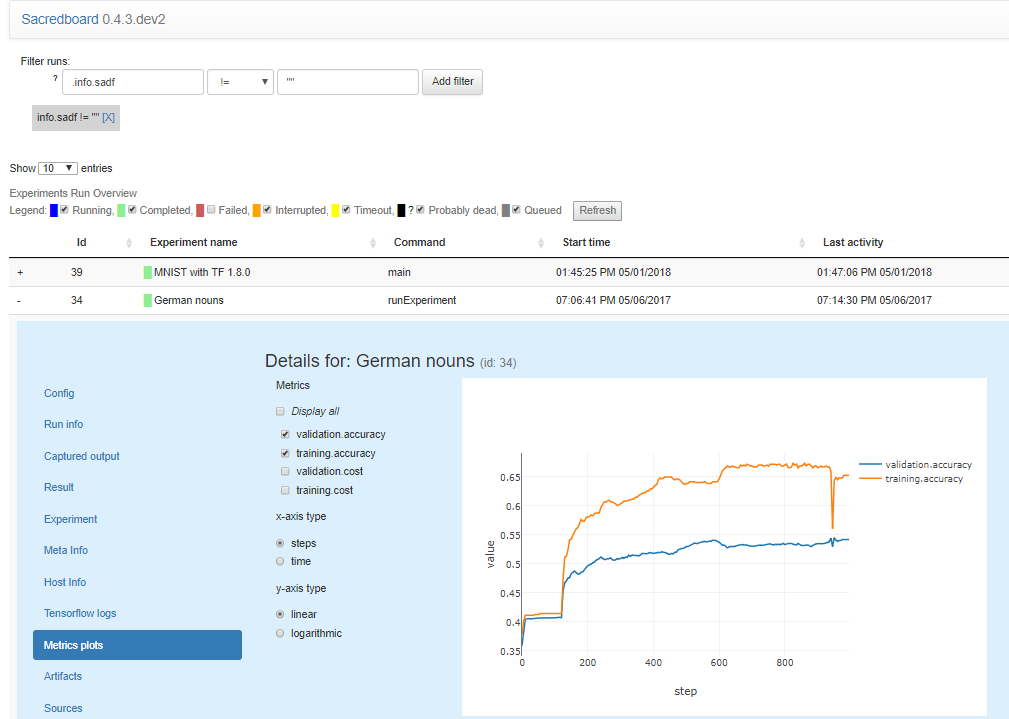 Sacredboard 0.4.3.dev2
Filter runs:
? .info.sadf != "" Add filter
info.sadf != "" [X]
Show 10 entries
Experiments Run Overview
Legend: Running, Completed, Failed, Interrupted, Timeout, ? Probably dead, Queued Refresh
Id Experiment name Command Start time Last activity
+ 39 MNIST with TF 1.8.0 main 01:45:25 PM 05/01/2018 01:47:06 PM 05/01/2018
- 34 German nouns runExperiment 07:06:41 PM 05/06/2017 07:14:30 PM 05/06/2017
Details for: German nouns (id: 34)
Config
Run info
Captured output
Result
Experiment
Meta Info
Host Info
Tensorflow logs
Metrics plots
Artifacts
Sources
Metrics
Display all
validation.accuracy
training.accuracy
validation.cost
training.cost
x-axis type
steps
time
y-axis type
linear
logarithmic
value
0.65
0.6
0.55
0.5
0.45
0.4
0.35
0 200 400 600 800
step
validation.accuracy
training.accuracy